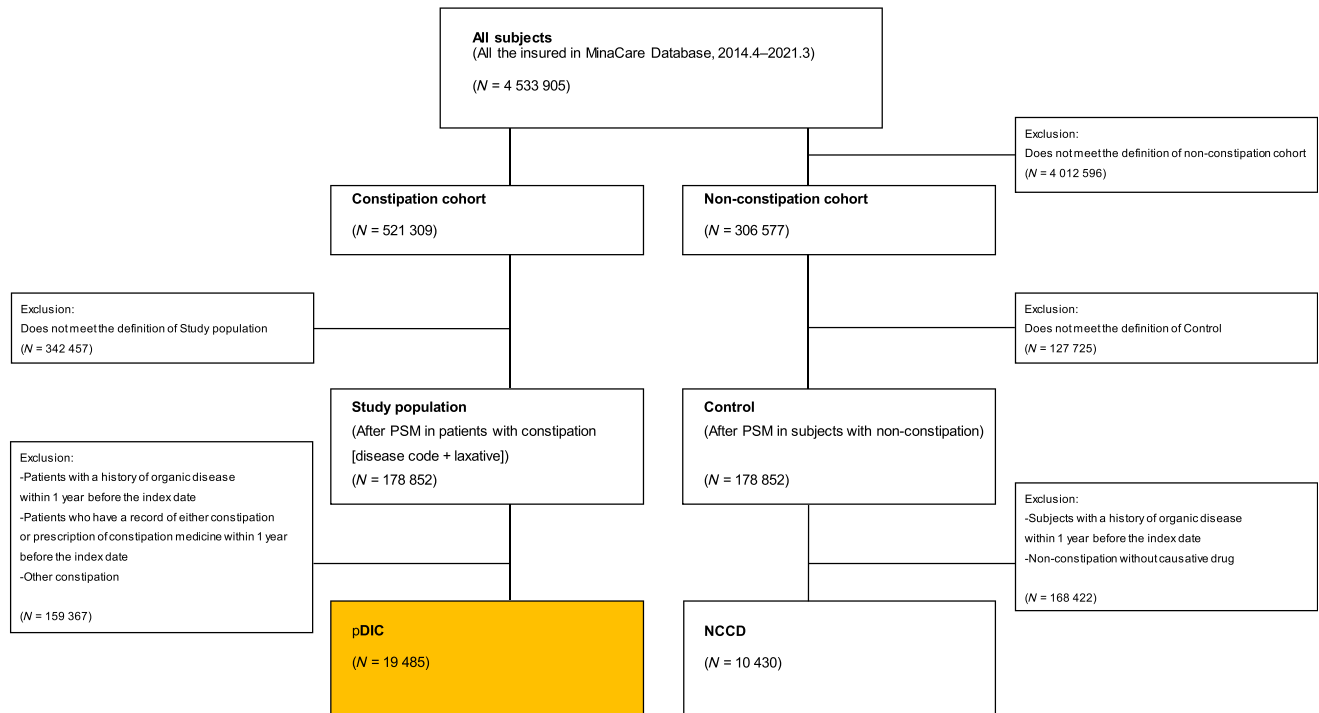 All subjects
(All the insured in MinaCare Database, 2014.4–2021.3)
(N = 4 533 905)
Exclusion:
Does not meet the definition of non-constipation cohort
(N = 4 012 596)
Constipation cohort
(N = 521 309)
Non-constipation cohort
(N = 306 577)
Exclusion:
Does not meet the definition of Study population
(N = 342 457)
Exclusion:
Does not meet the definition of Control
(N = 127 725)
Study population
(After PSM in patients with constipation
[disease code + laxative])
(N = 178 852)
Control
(After PSM in subjects with non-constipation)
(N = 178 852)
Exclusion:
-Patients with a history of organic disease
within 1 year before the index date
-Patients who have a record of either constipation
or prescription of constipation medicine within 1 year
before the index date
-Other constipation
(N = 159 367)
Exclusion:
-Subjects with a history of organic disease
within 1 year before the index date
-Non-constipation without causative drug
(N = 168 422)
pDIC
(N = 19 485)
NCCD
(N = 10 430)